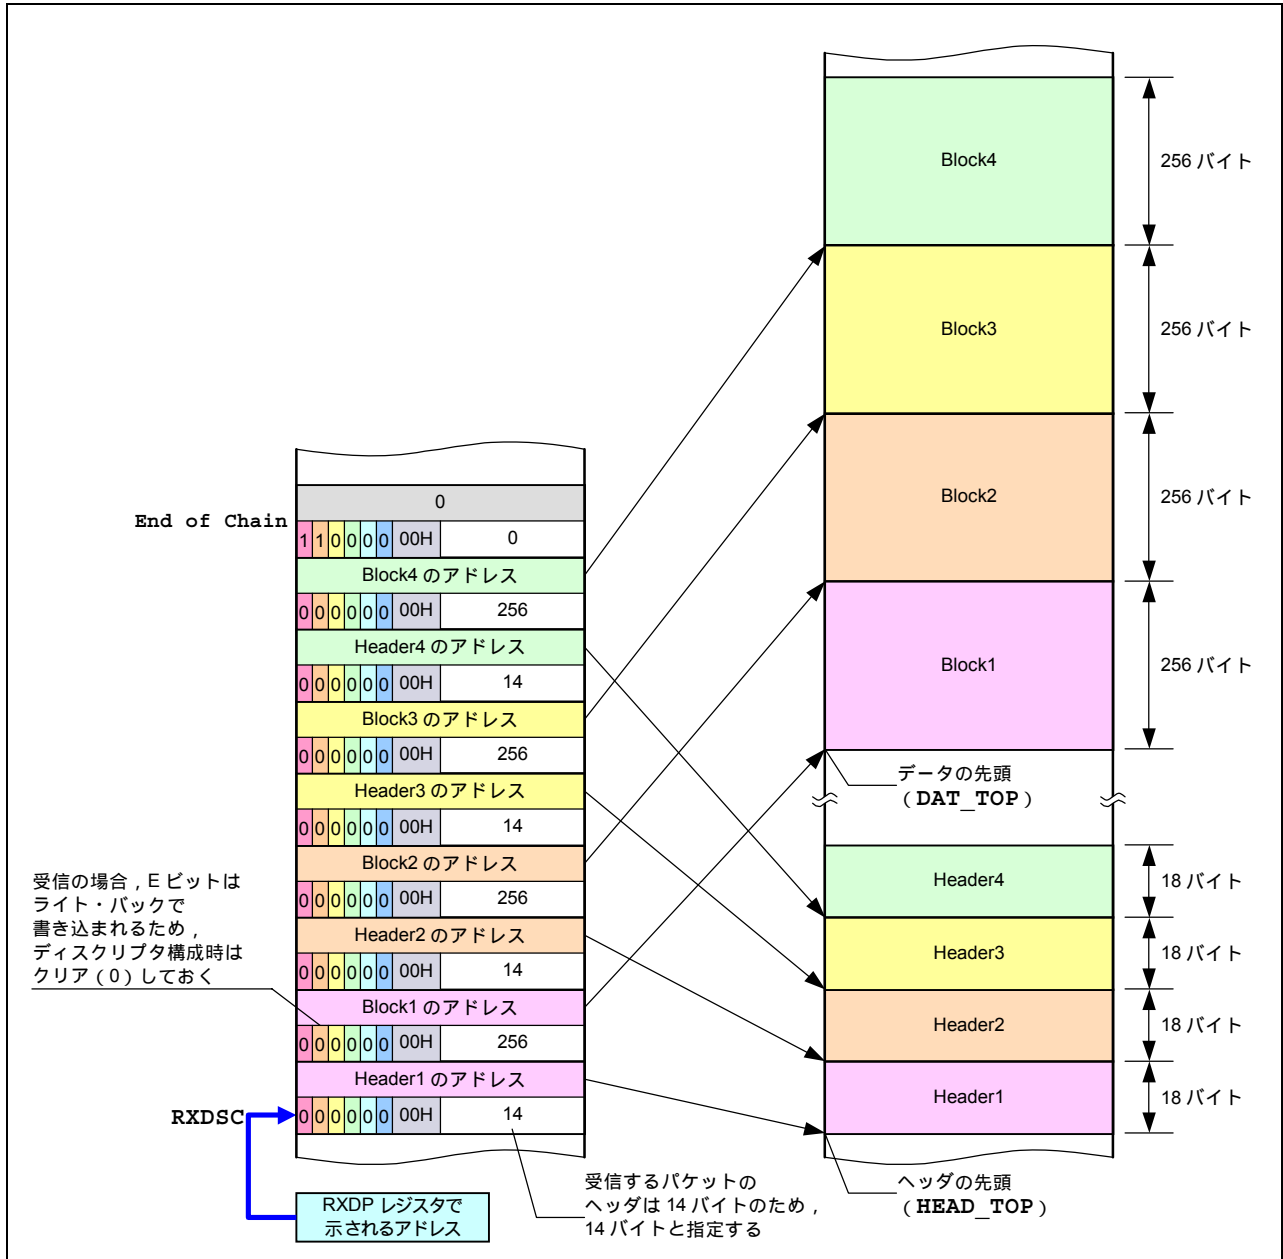 Block4
256 バイト
Block3
256 バイト
Block2
256 バイト
Block1
256 バイト
データの先頭
（DAT_TOP）
Header4
18 バイト
Header3
18 バイト
Header2
18 バイト
Header1
18 バイト
ヘッダの先頭
（HEAD_TOP）
0
End of Chain
1 1 0 0 0 0 00H 0
Block4 のアドレス
0 0 0 0 0 0 00H 256
Header4 のアドレス
0 0 0 0 0 0 00H 14
Block3 のアドレス
0 0 0 0 0 0 00H 256
Header3 のアドレス
0 0 0 0 0 0 00H 14
Block2 のアドレス
0 0 0 0 0 0 00H 256
Header2 のアドレス
0 0 0 0 0 0 00H 14
Block1 のアドレス
0 0 0 0 0 0 00H 256
Header1 のアドレス
RXDSC
0 0 0 0 0 0 00H 14
受信の場合，E ビットは
ライト・バックで
書き込まれるため，
ディスクリプタ構成時は
クリア（0）しておく
RXDP レジスタで
示されるアドレス
受信するパケットの
ヘッダは 14 バイトのため，
14 バイトと指定する